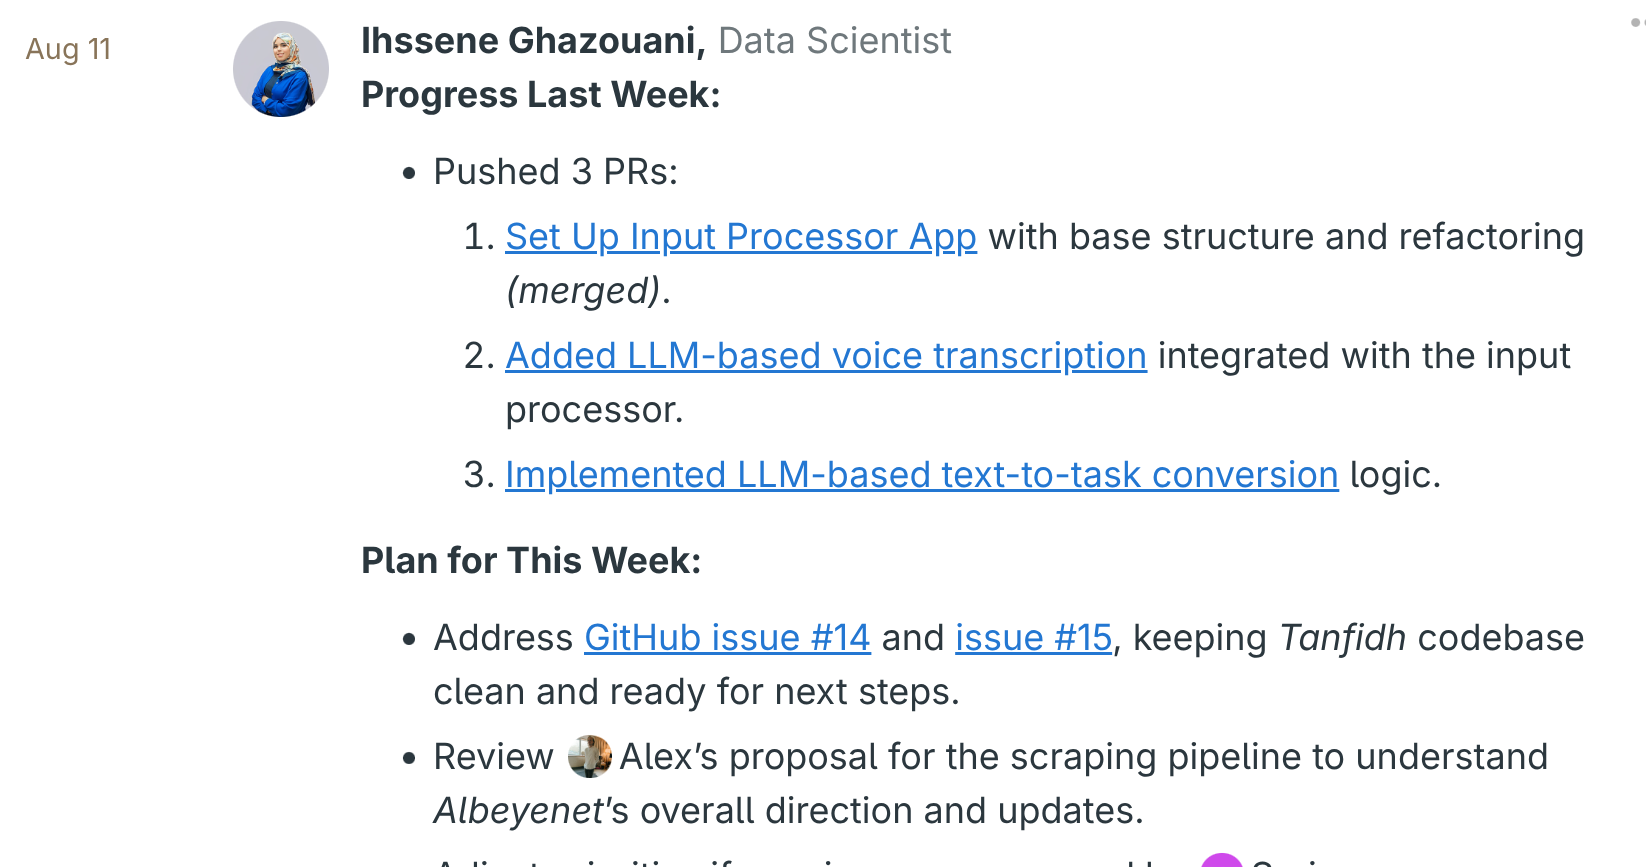 Aug 11
Ihssene Ghazouani, Data Scientist
Progress Last Week:
• Pushed 3 PRs:
1. Set Up Input Processor App with base structure and refactoring
(merged).
2. Added LLM-based voice transcription integrated with the input
processor.
3. Implemented LLM-based text-to-task conversion logic.
Plan for This Week:
• Address GitHub issue #14 and issue #15, keeping Tanfidh codebase
clean and ready for next steps.
• Review Alex’s proposal for the scraping pipeline to understand
Albeyenet’s overall direction and updates.